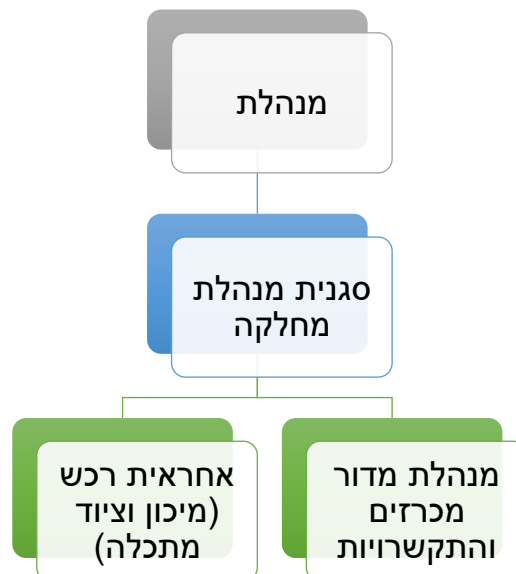 מנהלת
סגנית מנהלת
מחלקה
מנהלת מדור
מכרזים
והתקשרויות
אחראית רכש
(מיכון וציוד
מתכלה)